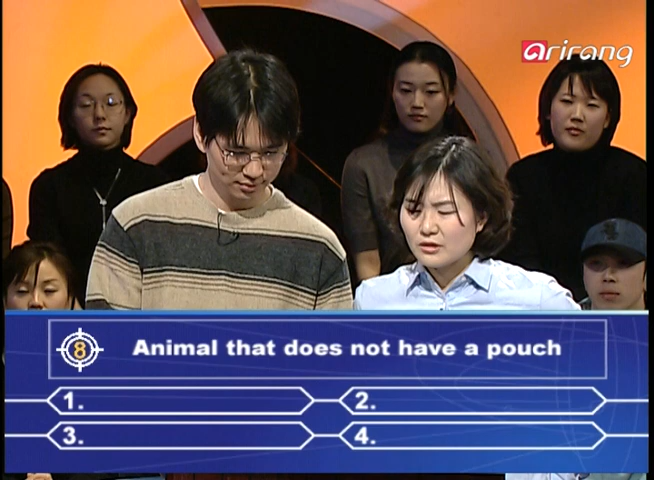 arirang
8 Animal that does not have a pouch
1.
2.
3.
4.